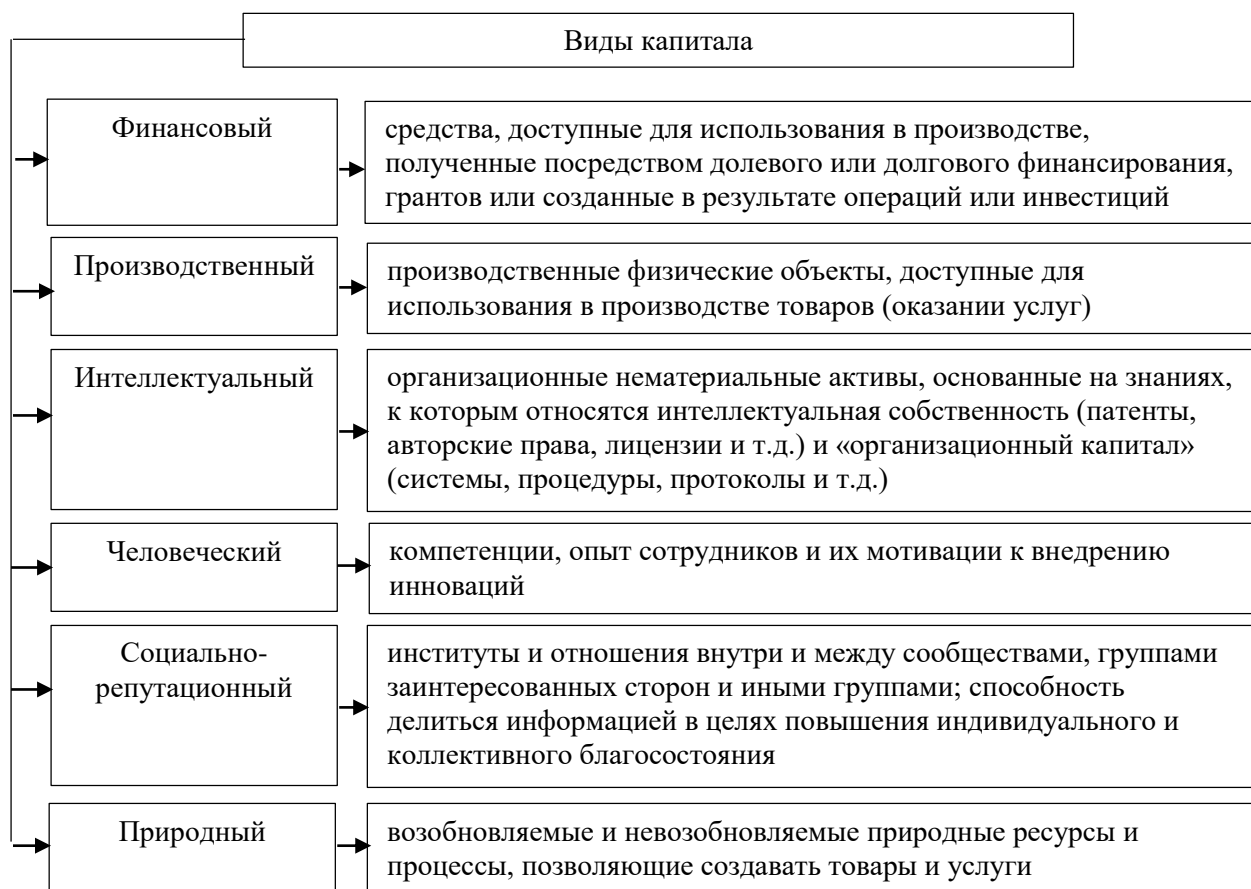 Виды капитала
Финансовый
средства, доступные для использования в производстве,
полученные посредством долевого или долгового финансирования,
грантов или созданные в результате операций или инвестиций
Производственный
производственные физические объекты, доступные для
использования в производстве товаров (оказании услуг)
Интеллектуальный
организационные нематериальные активы, основанные на знаниях,
к которым относятся интеллектуальная собственность (патенты,
авторские права, лицензии и т.д.) и «организационный капитал»
(системы, процедуры, протоколы и т.д.)
Человеческий
компетенции, опыт сотрудников и их мотивации к внедрению
инноваций
Социально-
репутационный
институты и отношения внутри и между сообществами, группами
заинтересованных сторон и иными группами; способность
делиться информацией в целях повышения индивидуального и
коллективного благосостояния
Природный
возобновляемые и невозобновляемые природные ресурсы и
процессы, позволяющие создавать товары и услуги